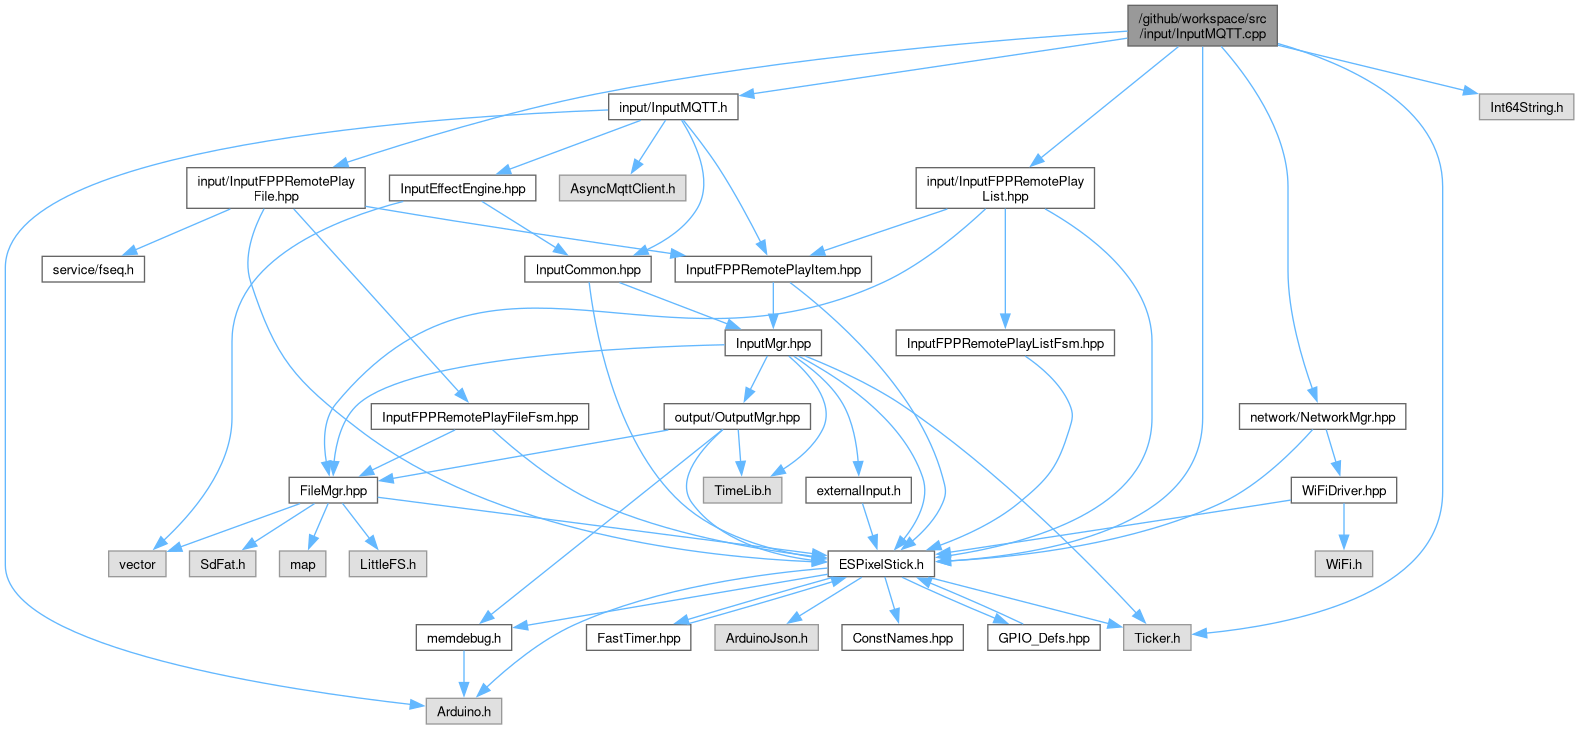 /github/workspace/src
/input/InputMQTT.cpp
input/InputMQTT.h
Int64String.h
input/InputFPPRemotePlay
File.hpp
InputEffectEngine.hpp
AsyncMqttClient.h
input/InputFPPRemotePlay
List.hpp
service/fseq.h
InputCommon.hpp
InputFPPRemotePlayItem.hpp
InputMgr.hpp
InputFPPRemotePlayListFsm.hpp
InputFPPRemotePlayFileFsm.hpp
output/OutputMgr.hpp
network/NetworkMgr.hpp
FileMgr.hpp
TimeLib.h
externalInput.h
WiFiDriver.hpp
vector
SdFat.h
map
LittleFS.h
ESPixelStick.h
WiFi.h
memdebug.h
FastTimer.hpp
ArduinoJson.h
ConstNames.hpp
GPIO_Defs.hpp
Ticker.h
Arduino.h